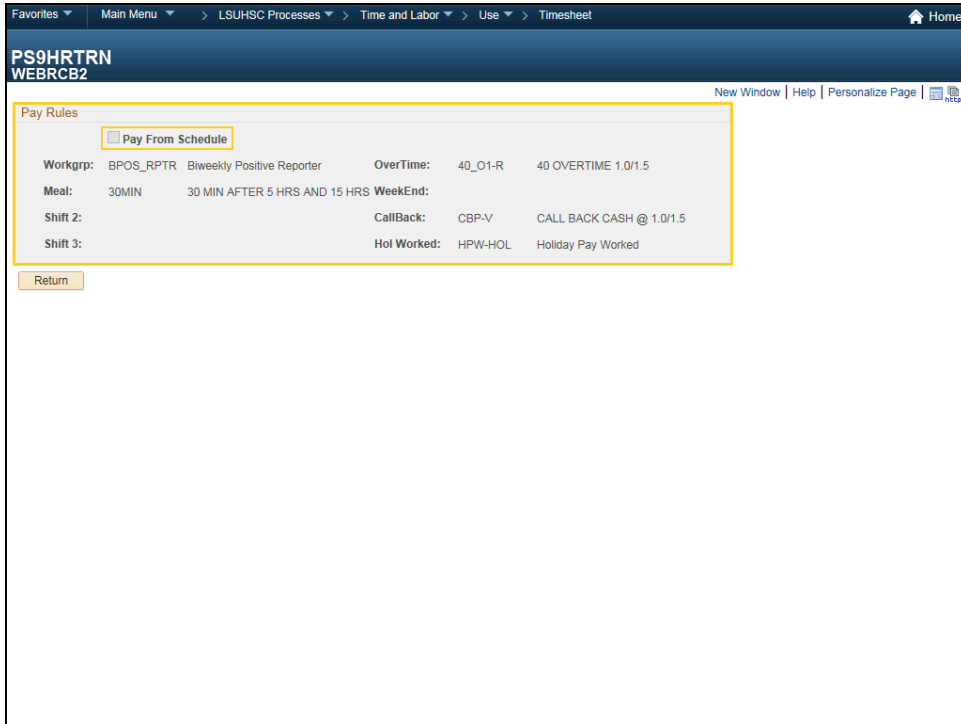 Favorites Main Menu > LSUHSC Processes > Time and Labor > Use > Timesheet Home
PS9HRTRN
WEBRCB2
New Window | Help | Personalize Page | http
Pay Rules
Pay From Schedule
Workgrp: BPOS_RPTR Biweekly Positive Reporter OverTime: 40_O1-R 40 OVERTIME 1.0/1.5
Meal: 30MIN 30 MIN AFTER 5 HRS AND 15 HRS WeekEnd:
Shift 2: CallBack: CBP-V CALL BACK CASH @ 1.0/1.5
Shift 3: Hol Worked: HPW-HOL Holiday Pay Worked
Return